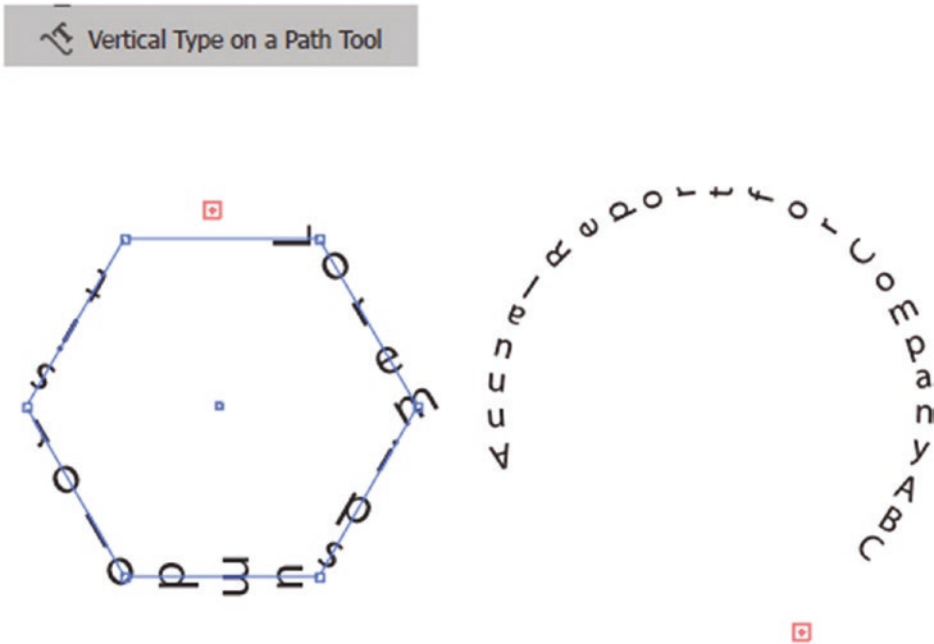 Vertical Type on a Path Tool
Lorem ipsum dolor sit
Annual Report for Company ABC